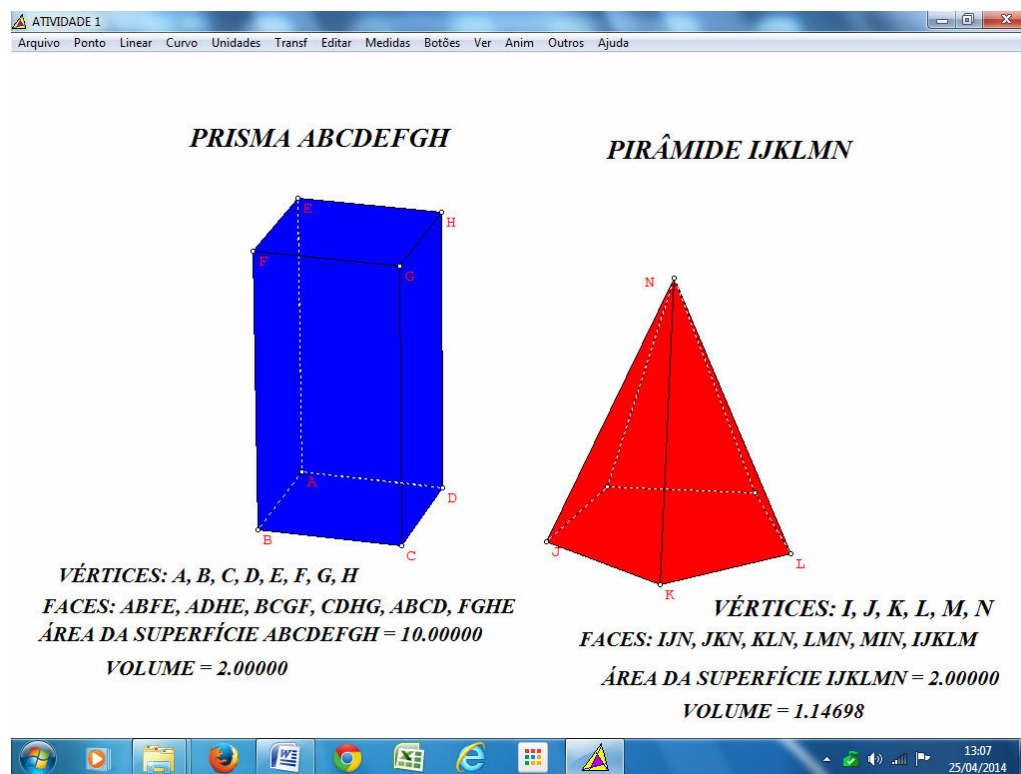 ATIVIDADE 1
Arquivo Ponto Linear Curvo Unidades Transf Editar Medidas Botões Ver Anim Outros Ajuda
PRISMA ABCDEFGH
PIRÂMIDE IJKLMN
E
H
F
G
N
A
D
B
C
J
L
K
VÉRTICES: A, B, C, D, E, F, G, H
FACES: ABFE, ADHE, BCGF, CDHG, ABCD, FGHE
ÁREA DA SUPERFÍCIE ABCDEFGH = 10.00000
VOLUME = 2.00000
VÉRTICES: I, J, K, L, M, N
FACES: IJN, JKN, KLN, LMN, MIN, IJKLM
ÁREA DA SUPERFÍCIE IJKLMN = 2.00000
VOLUME = 1.14698
13:07
25/04/2014